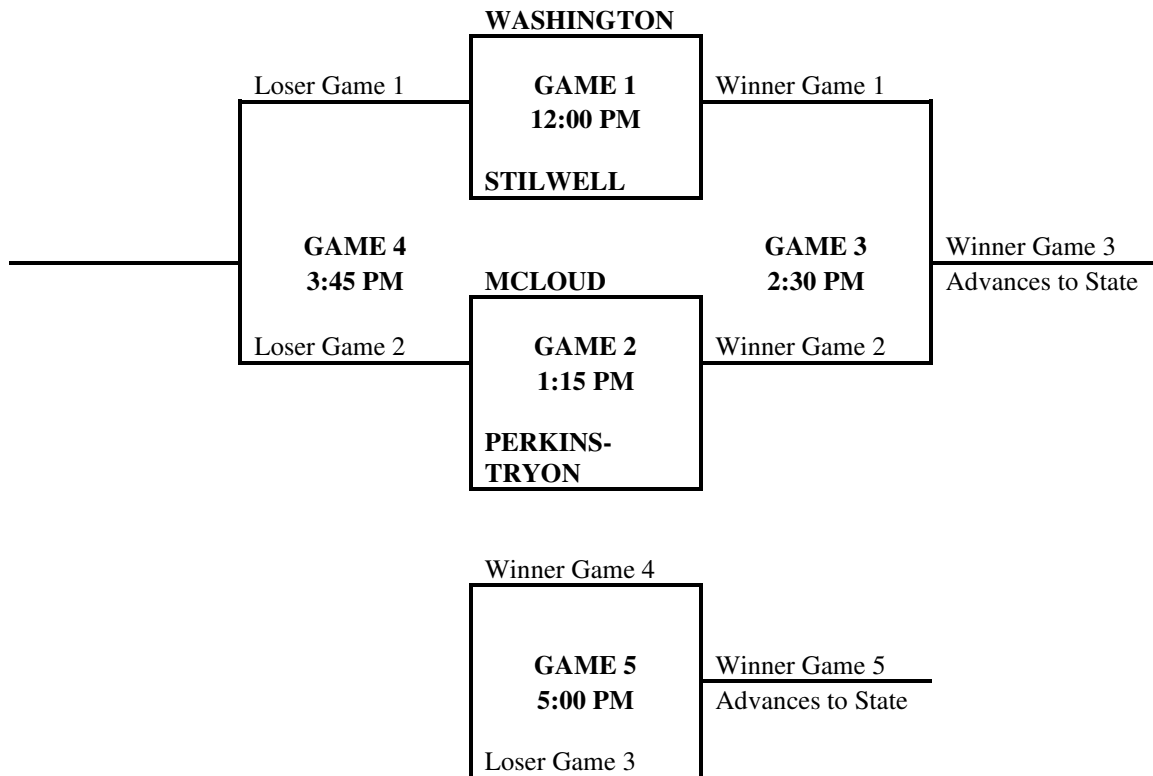 WASHINGTON
Loser Game 1
GAME 1
12:00 PM
Winner Game 1
STILWELL
GAME 4
3:45 PM
GAME 3
2:30 PM
Winner Game 3
Advances to State
MCLOUD
Loser Game 2
GAME 2
1:15 PM
Winner Game 2
PERKINS-
TRYON
Winner Game 4
GAME 5
5:00 PM
Winner Game 5
Advances to State
Loser Game 3